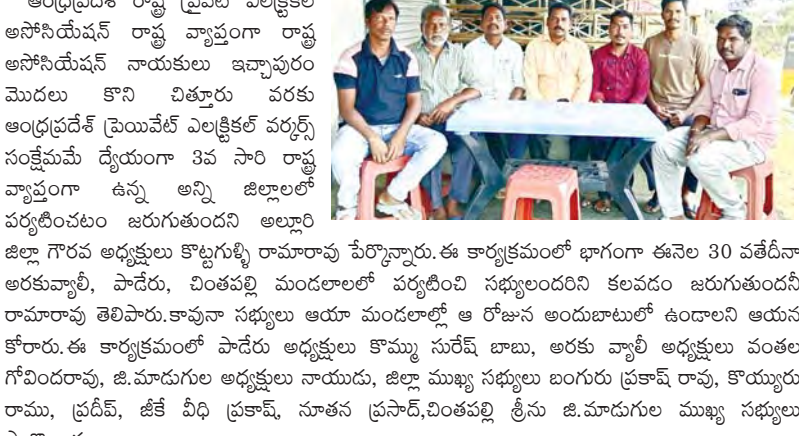 ఆంధ్రప్రదేశ్ రాష్ట్ర ప్రైవేట్ ఎలక్ట్రికల్
అసోసియేషన్ రాష్ట్ర వ్యాప్తంగా రాష్ట్ర
అసోసియేషన్ నాయకులు ఇచ్చాపురం
మొదలు కొని చిత్తూరు వరకు
ఆంధ్రప్రదేశ్ ప్రెయివేట్ ఎలక్ట్రికల్ వర్కర్స్
సంక్షేమమే ద్యేయంగా 3వ సారి రాష్ట్ర
వ్యాప్తంగా ఉన్న అన్ని జిల్లాలలో
పర్యటించటం జరుగుతుందని అల్లూరి
జిల్లా గౌరవ అధ్యక్షులు కొట్టగుళ్ళి రామారావు పేర్కొన్నారు.ఈ కార్యక్రమంలో భాగంగా ఈనెల 30 వతేదీనా
అరకువ్యాలీ, పాడేరు, చింతపల్లి మండలాలలో పర్యటించి సభ్యులందరిని కలవడం జరుగుతుందనీ
రామారావు తెలిపారు.కావునా సభ్యులు ఆయా మండలాల్లో ఆ రోజున అందుబాటులో ఉండాలని ఆయన
కోరారు.ఈ కార్యక్రమంలో పాడేరు అధ్యక్షులు కొమ్ము సురేష్ బాబు, అరకు వ్యాలీ అధ్యక్షులు వంతల
గోవిందరావు, జి.మాడుగుల అధ్యక్షులు నాయుడు, జిల్లా ముఖ్య సభ్యులు బంగురు ప్రకాష్ రావు, కొయ్యురు
రాము, ప్రదీప్, జీకే వీధి ప్రకాష్, నూతన ప్రసాద్,చింతపల్లి శ్రీను జి.మాడుగుల ముఖ్య సభ్యులు